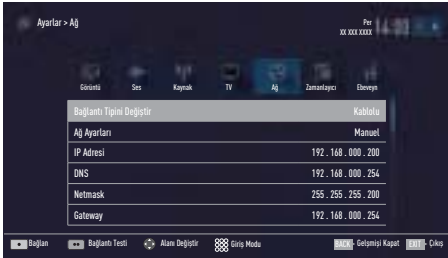 Ayarlar > Ağ
Per
XX XXX XXXX
Görüntü Ses Kaynak TV Ağ Zamanlayıcı Ebeveyn
Bağlantı Tipini Değiştir Kablolu
Ağ Ayarları Manuel
IP Adresi 192 . 168 . 000 . 200
DNS 192 . 168 . 000 . 254
Netmask 255 . 255 . 255 . 200
Gateway 192 . 168 . 000 . 254
Bağlan Bağlantı Testi Alanı Değiştir Giriş Modu BACK - Gelşmişi Kapat EXIT - Çıkış